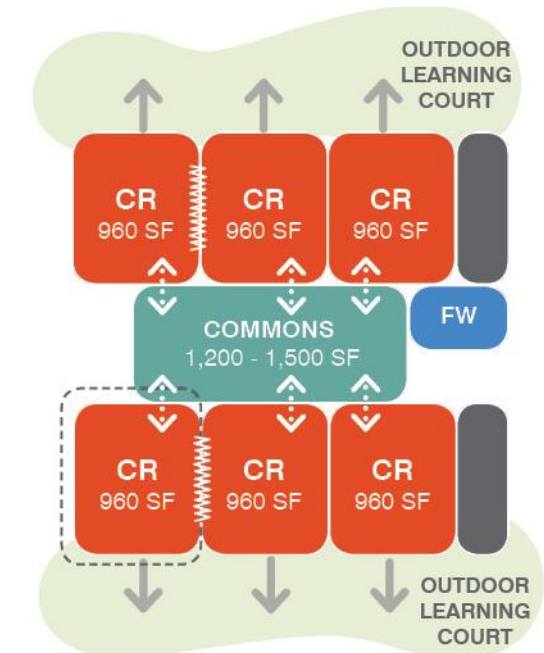 OUTDOOR
LEARNING
COURT
CR
960 SF
CR
960 SF
CR
960 SF
COMMONS
1,200 - 1,500 SF
FW
CR
960 SF
CR
960 SF
CR
960 SF
OUTDOOR
LEARNING
COURT